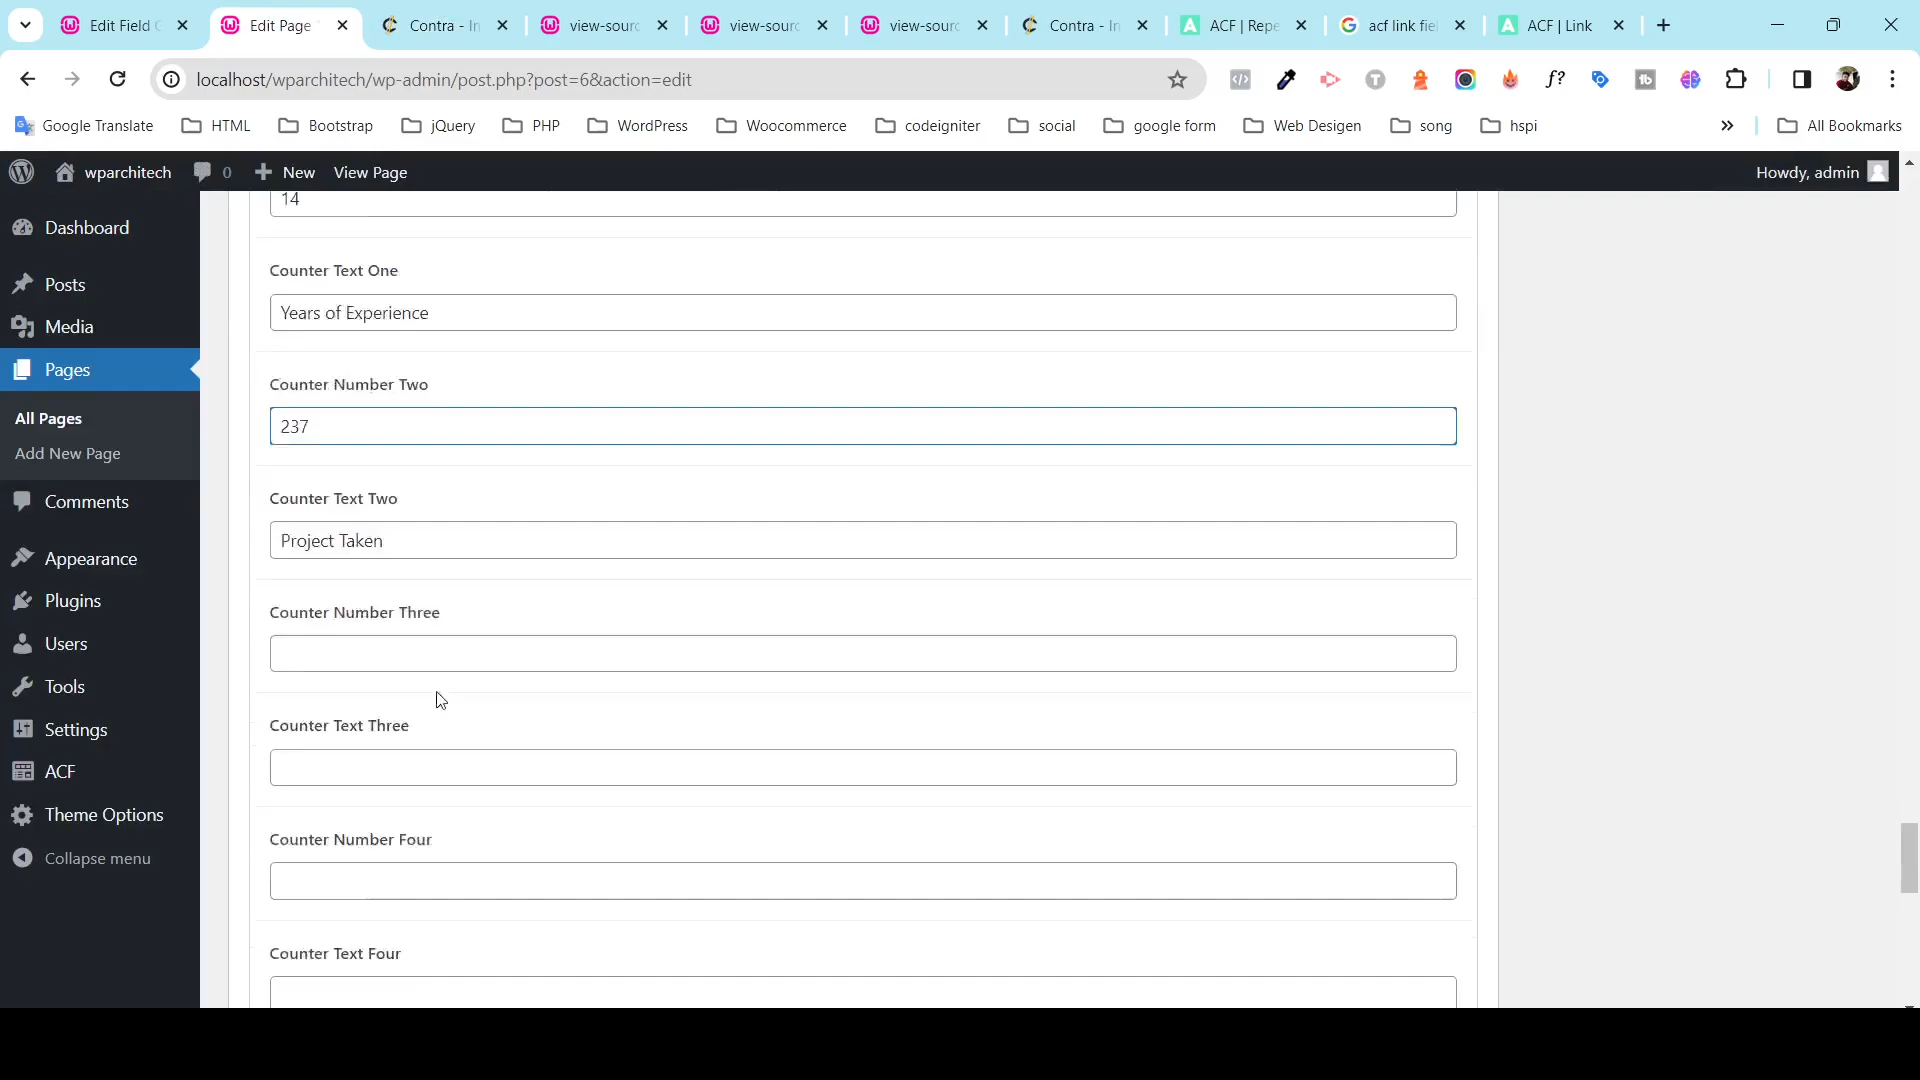 Edit Field G
Edit Page
Contra - In
view-sourc
view-sourc
view-sourc
Contra - In
ACF | Repe
acf link fiel
ACF | Link
localhost/wparchitech/wp-admin/post.php?post=6&action=edit
Google Translate
HTML
Bootstrap
jQuery
PHP
WordPress
Woocommerce
codeigniter
social
google form
Web Desigen
song
hspi
All Bookmarks
wparchitech
0
New
View Page
Howdy, admin
Dashboard
Posts
Media
Pages
All Pages
Add New Page
Comments
Appearance
Plugins
Users
Tools
Settings
ACF
Theme Options
Collapse menu
14
Counter Text One
Years of Experience
Counter Number Two
237
Counter Text Two
Project Taken
Counter Number Three
Counter Text Three
Counter Number Four
Counter Text Four